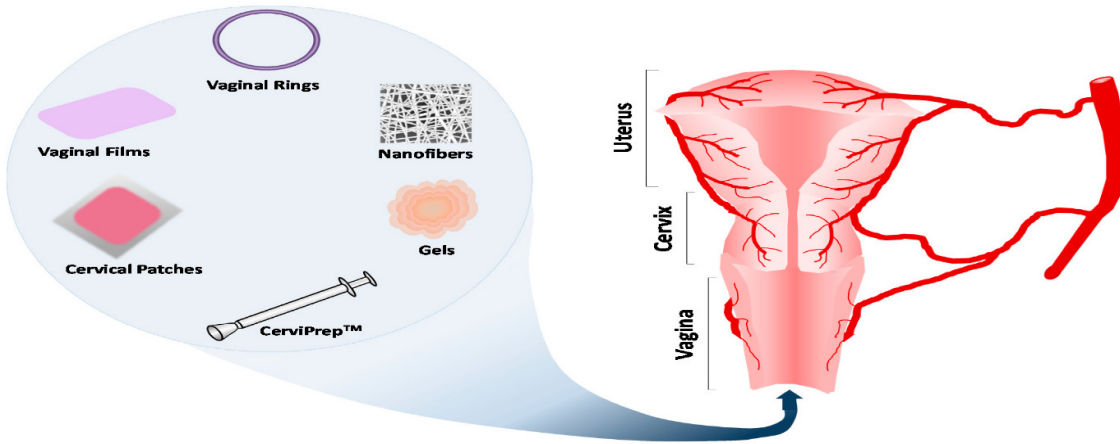 Vaginal Rings
Vaginal Films
Nanofibers
Cervical Patches
Gels
CerviPrep™
Uterus
Cervix
Vagina